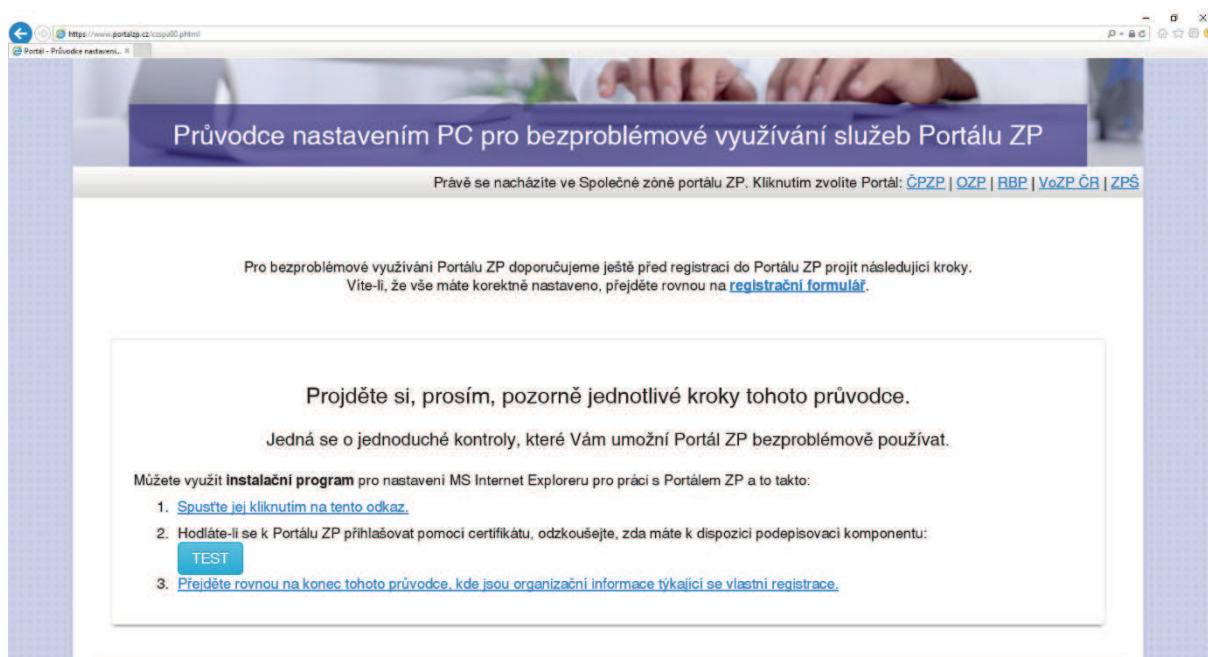 https://www.portalzp.cz/czspa00.phtml
Portál - Průvodce nastavení...
Průvodce nastavením PC pro bezproblémové využívání služeb Portálu ZP
Právě se nacházíte ve Společné zóně portálu ZP. Kliknutím zvolíte Portál: ČPZP | OZP | RBP | VoZP ČR | ZPŠ
Pro bezproblémové využívání Portálu ZP doporučujeme ještě před registrací do Portálu ZP projít následující kroky.
Víte-li, že vše máte korektně nastaveno, přejděte rovnou na registrační formulář.
Projděte si, prosím, pozorně jednotlivé kroky tohoto průvodce.
Jedná se o jednoduché kontroly, které Vám umožní Portál ZP bezproblémově používat.
Můžete využít instalační program pro nastavení MS Internet Exploreru pro práci s Portálem ZP a to takto:
1. Spusťte jej kliknutím na tento odkaz.
2. Hodláte-li se k Portálu ZP přihlašovat pomocí certifikátu, odzkoušejte, zda máte k dispozici podepisovací komponentu:
TEST
3. Přejděte rovnou na konec tohoto průvodce, kde jsou organizační informace týkající se vlastní registrace.